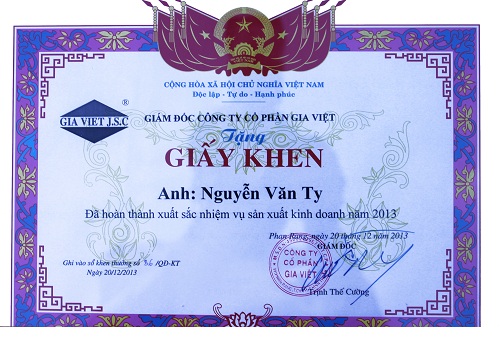 CỘNG HÒA XÃ HỘI CHỦ NGHĨA VIỆT NAM
Độc lập - Tự do - Hạnh phúc
GIA VIET J.S.C ®
GIÁM ĐỐC CÔNG TY CỔ PHẦN GIA VIỆT
Tặng
GIẤY KHEN
Anh: Nguyễn Văn Ty
Đã hoàn thành xuất sắc nhiệm vụ sản xuất kinh doanh năm 2013
Phan Rang, ngày 20 tháng 12 năm 2013
GIÁM ĐỐC
Ghi vào sổ khen thưởng số /QĐ-KT
Ngày 20/12/2013
CÔNG TY
CỔ PHẦN
GIA VIỆT
Trịnh Thế Cường